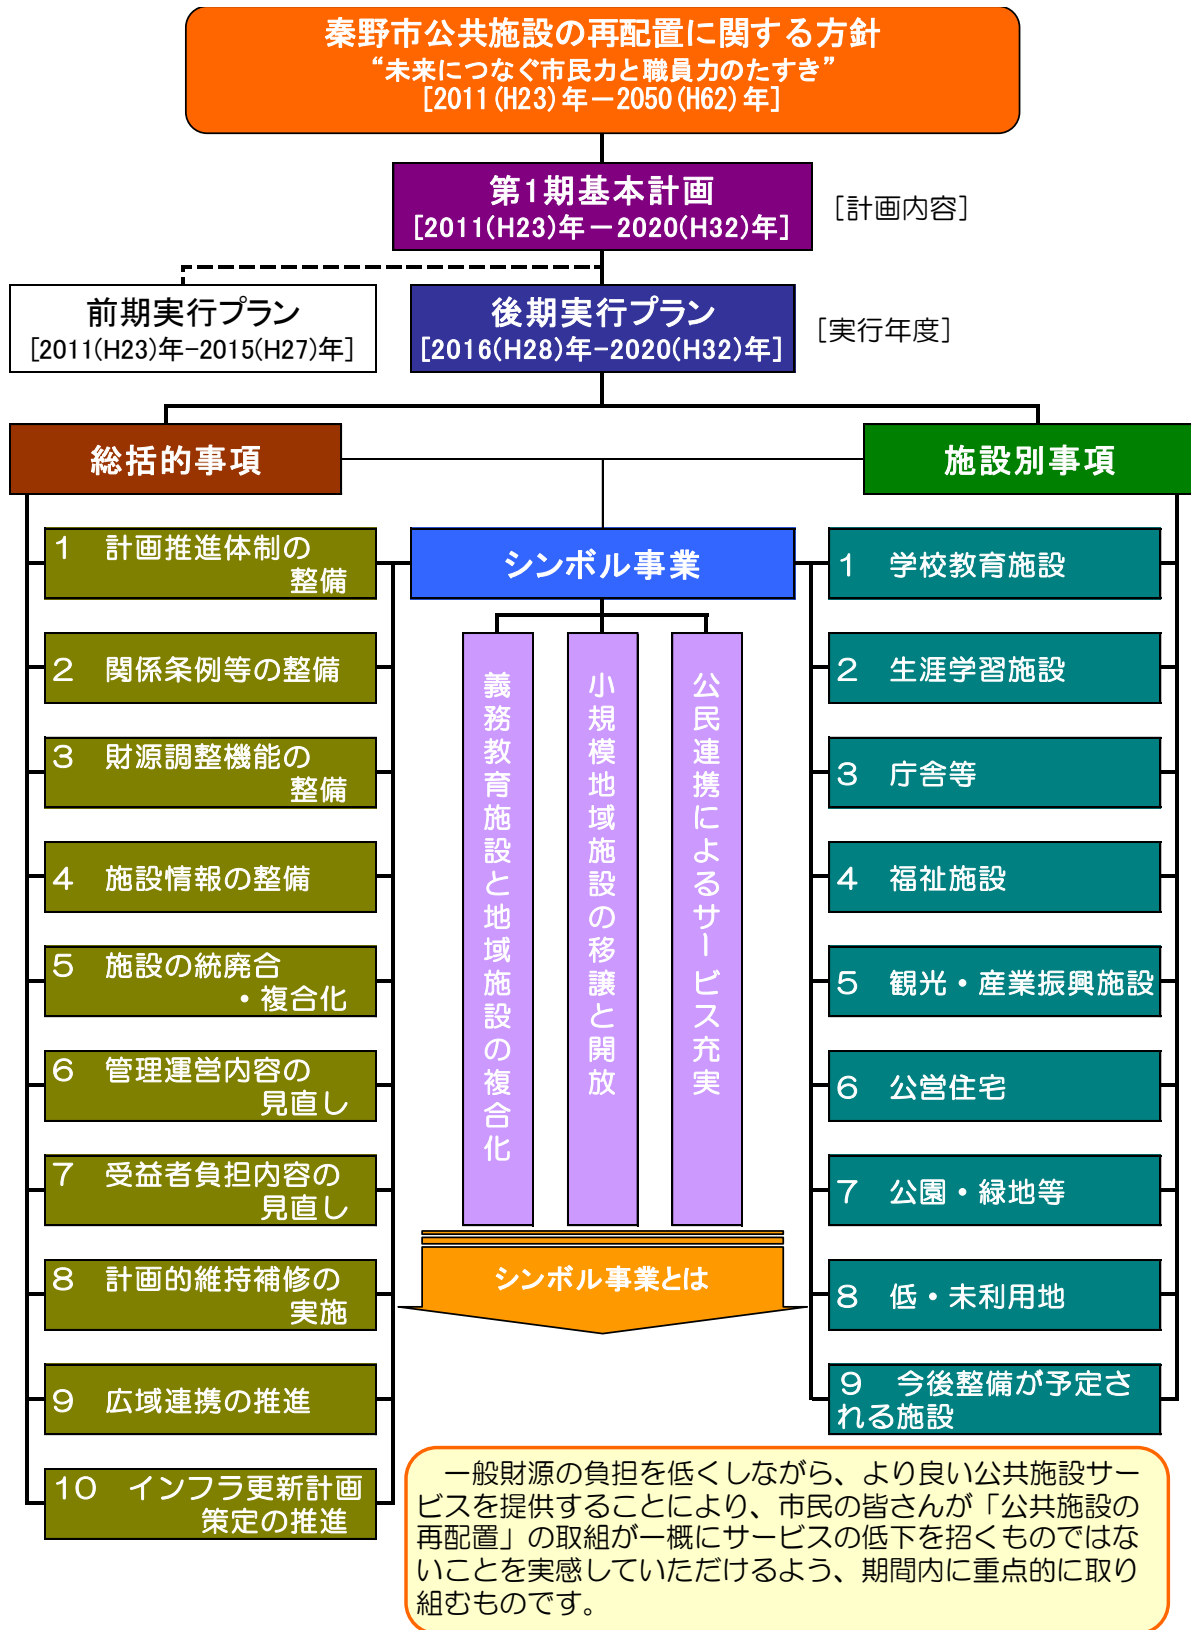 秦野市公共施設の再配置に関する方針
“未来につなぐ市民力と職員力のたすき”
[2011(H23)年－2050(H62)年]
第1期基本計画
[2011(H23)年－2020(H32)年]
[計画内容]
前期実行プラン
[2011(H23)年-2015(H27)年]
後期実行プラン
[2016(H28)年-2020(H32)年]
[実行年度]
総括的事項
施設別事項
1　計画推進体制の
整備
2　関係条例等の整備
3　財源調整機能の
整備
4　施設情報の整備
5　施設の統廃合
・複合化
6　管理運営内容の
見直し
7　受益者負担内容の
見直し
8　計画的維持補修の
実施
9　広域連携の推進
10　インフラ更新計画
策定の推進
シンボル事業
義務教育施設と地域施設の複合化
小規模地域施設の移譲と開放
公民連携によるサービス充実
シンボル事業とは
1　学校教育施設
2　生涯学習施設
3　庁舎等
4　福祉施設
5　観光・産業振興施設
6　公営住宅
7　公園・緑地等
8　低・未利用地
9　今後整備が予定さ
れる施設
一般財源の負担を低くしながら、より良い公共施設サー
ビスを提供することにより、市民の皆さんが「公共施設の
再配置」の取組が一概にサービスの低下を招くものではな
いことを実感していただけるよう、期間内に重点的に取り
組むものです。